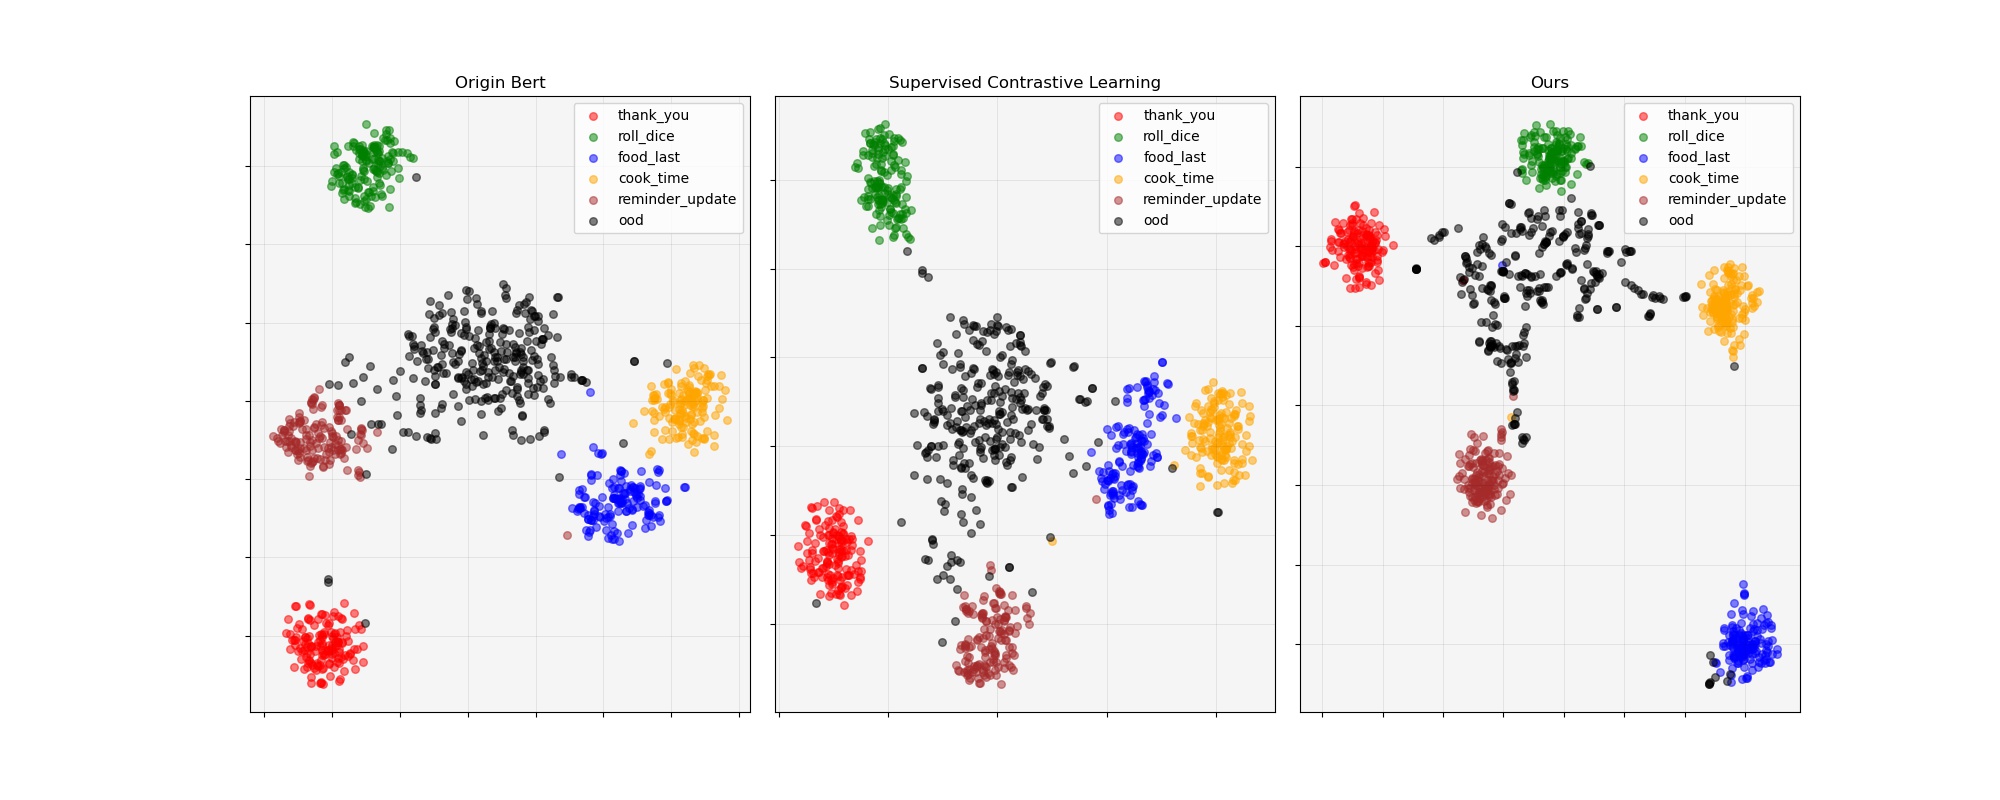 Origin Bert
thank_you
roll_dice
food_last
cook_time
reminder_update
ood
Supervised Contrastive Learning
thank_you
roll_dice
food_last
cook_time
reminder_update
ood
Ours
thank_you
roll_dice
food_last
cook_time
reminder_update
ood